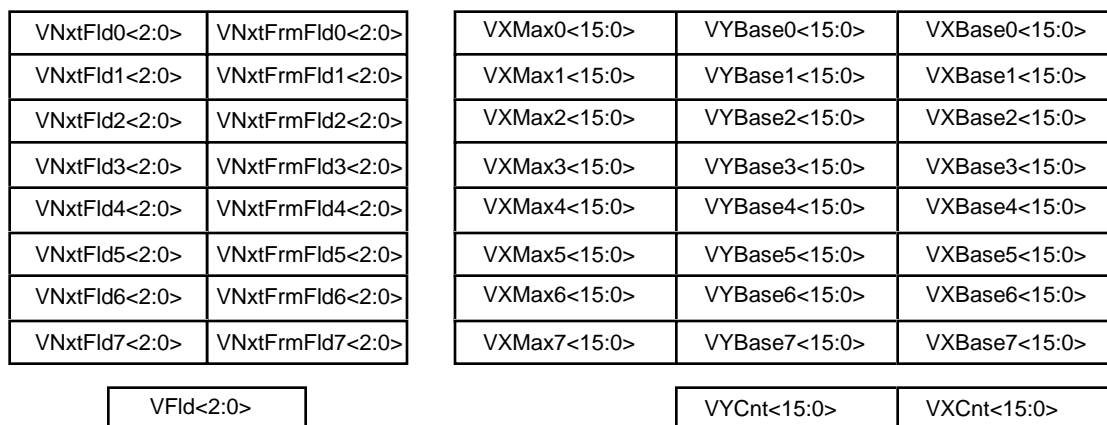 VNxtFld0<2:0> VNxtFrmFld0<2:0> VXMax0<15:0> VYBase0<15:0> VXBase0<15:0>
VNxtFld1<2:0> VNxtFrmFld1<2:0> VXMax1<15:0> VYBase1<15:0> VXBase1<15:0>
VNxtFld2<2:0> VNxtFrmFld2<2:0> VXMax2<15:0> VYBase2<15:0> VXBase2<15:0>
VNxtFld3<2:0> VNxtFrmFld3<2:0> VXMax3<15:0> VYBase3<15:0> VXBase3<15:0>
VNxtFld4<2:0> VNxtFrmFld4<2:0> VXMax4<15:0> VYBase4<15:0> VXBase4<15:0>
VNxtFld5<2:0> VNxtFrmFld5<2:0> VXMax5<15:0> VYBase5<15:0> VXBase5<15:0>
VNxtFld6<2:0> VNxtFrmFld6<2:0> VXMax6<15:0> VYBase6<15:0> VXBase6<15:0>
VNxtFld7<2:0> VNxtFrmFld7<2:0> VXMax7<15:0> VYBase7<15:0> VXBase7<15:0>
VFld<2:0> VYCnt<15:0> VXCnt<15:0>